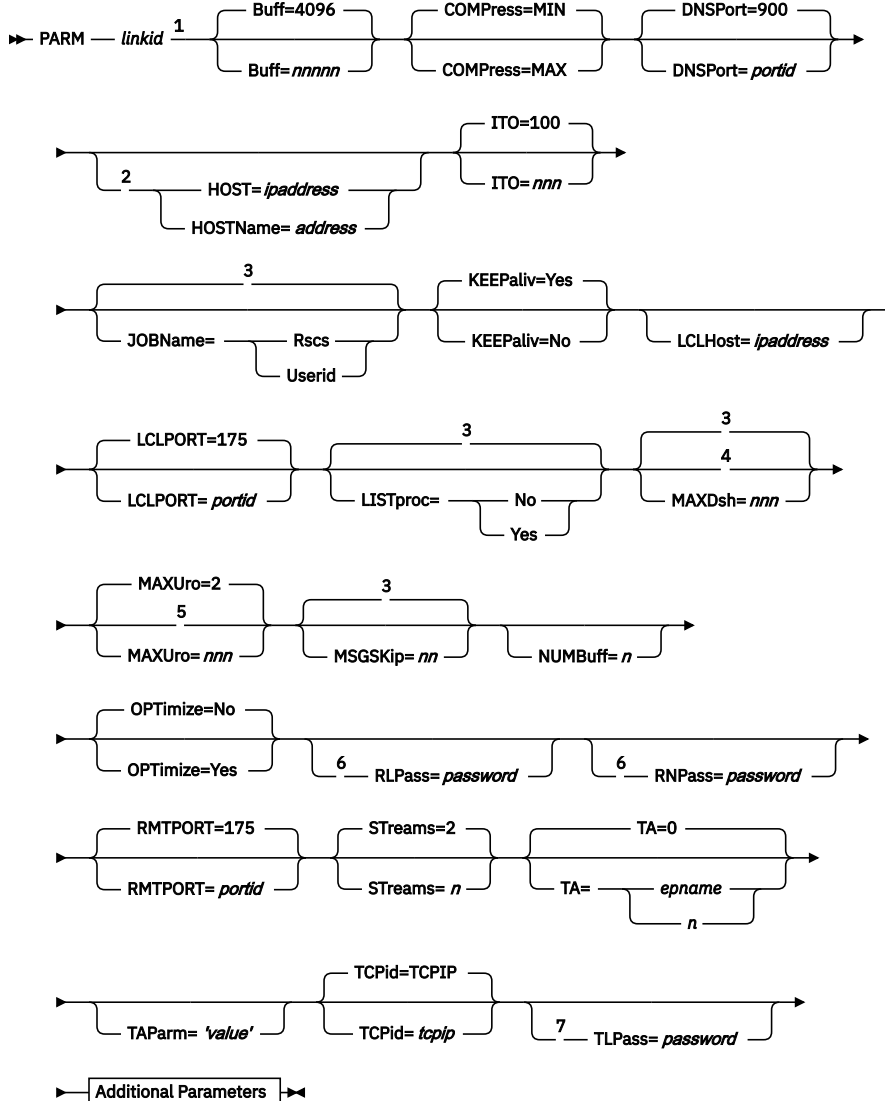 Buff=4096 COMPress=MIN DNSPort=900
PARM linkid 1
Buff=nnnnn COMPress=MAX DNSPort= portid
ITO=100
2 HOST= ipaddress ITO=nnn
HOSTName= address
3 KEEPaliv=Yes
JOBName= Rscs KEEPaliv=No LCLHost= ipaddress
Userid
LCLPORT=175 3 3
4
LCLPORT= portid LISTproc= No MAXDsh= nnn
Yes
MAXUro=2 3
5
MAXUro= nnn MSGSKip= nn NUMBuff= n
OPTimize=No
OPTimize=Yes 6 RLPass= password 6 RNPass= password
RMTPORT=175 STreams=2 TA=0
RMTPORT= portid STreams= n TA= epname
n
TCPid=TCPIP
TAParm= 'value' TCPid= tcpip 7 TLPass= password
Additional Parameters